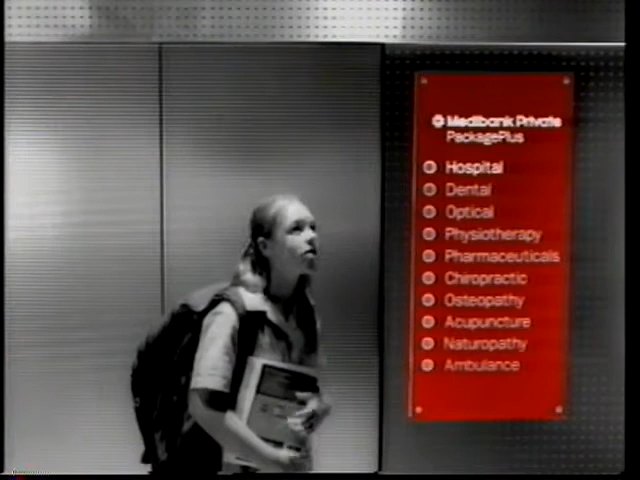 Medibank Private
PackagePlus
Hospital
Dental
Optical
Physiotherapy
Pharmaceuticals
Chiropractic
Osteopathy
Acupuncture
Naturopathy
Ambulance